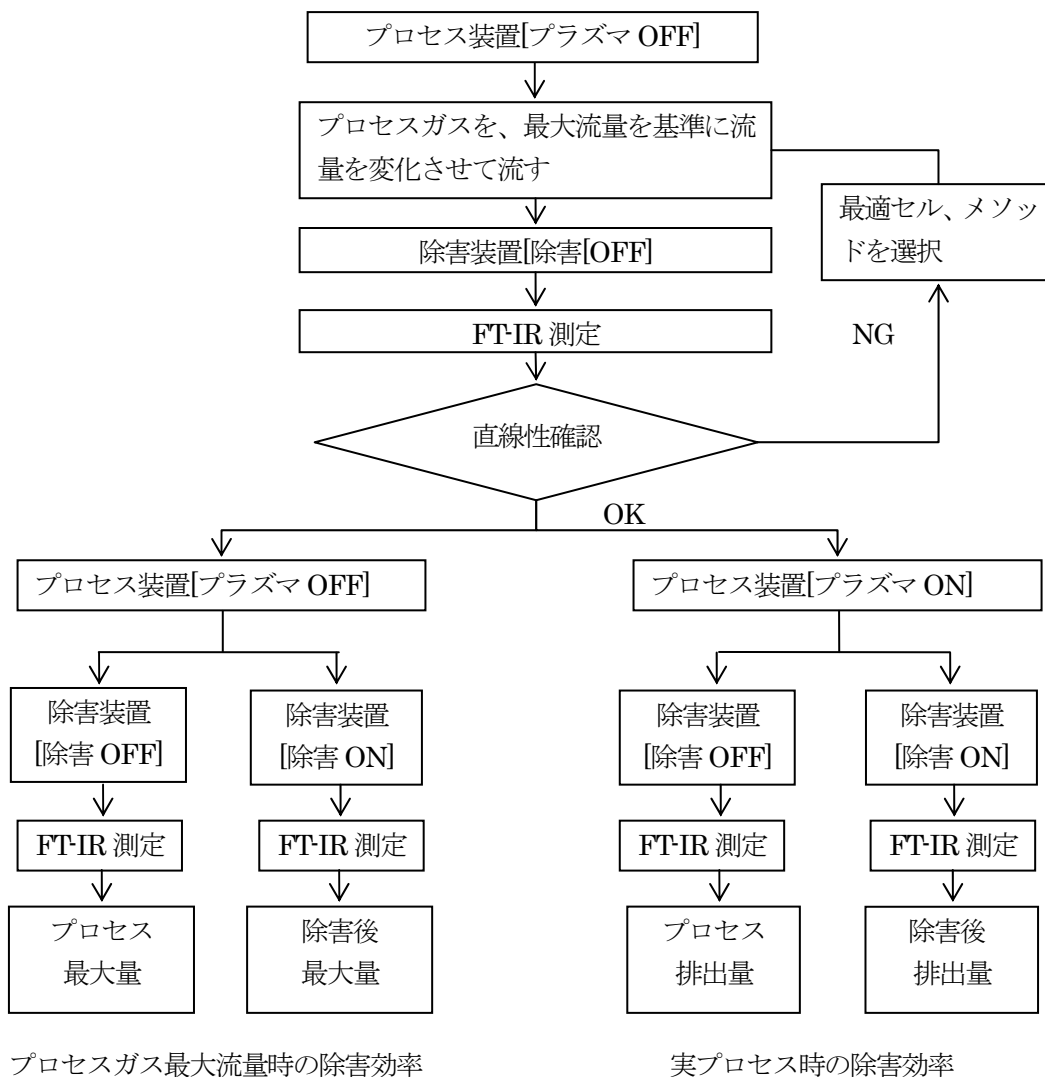 プロセス装置[プラズマ OFF]
プロセスガスを、最大流量を基準に流
量を変化させて流す
最適セル、メソッ
ドを選択
除害装置[除害[OFF]
FT-IR 測定
NG
直線性確認
OK
プロセス装置[プラズマ OFF]
プロセス装置[プラズマ ON]
除害装置
[除害 OFF]
除害装置
[除害 ON]
除害装置
[除害 OFF]
除害装置
[除害 ON]
FT-IR 測定
FT-IR 測定
FT-IR 測定
FT-IR 測定
プロセス
最大量
除害後
最大量
プロセス
排出量
除害後
排出量
プロセスガス最大流量時の除害効率
実プロセス時の除害効率